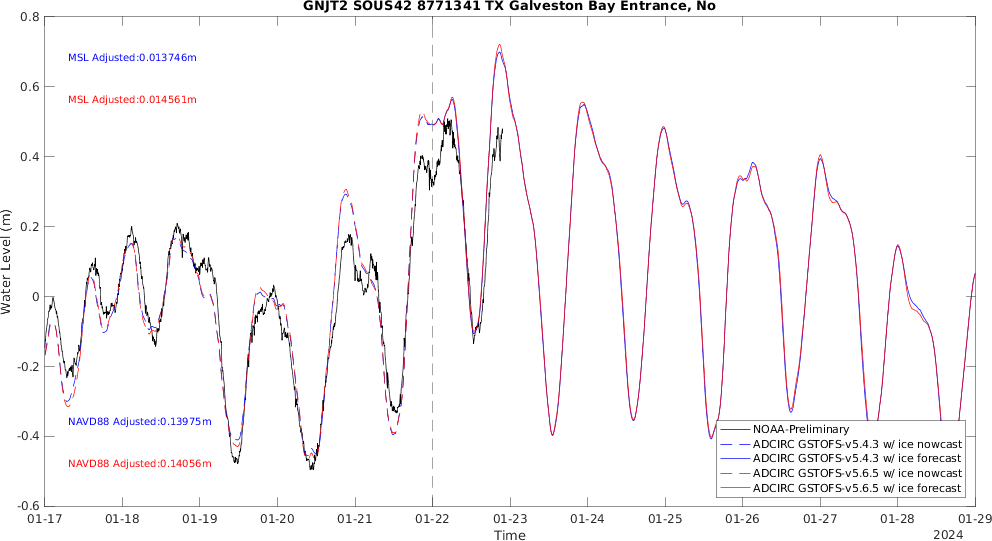 GNJT2 SOUS42 8771341 TX Galveston Bay Entrance, No
0.8
0.6
0.4
0.2
0
-0.2
-0.4
-0.6
Water Level (m)
MSL Adjusted:0.013746m
MSL Adjusted:0.014561m
NAVD88 Adjusted:0.13975m
NAVD88 Adjusted:0.14056m
NOAA-Preliminary
ADCIRC GSTOFS-v5.4.3 w/ ice nowcast
ADCIRC GSTOFS-v5.4.3 w/ ice forecast
ADCIRC GSTOFS-v5.6.5 w/ ice nowcast
ADCIRC GSTOFS-v5.6.5 w/ ice forecast
01-17 01-18 01-19 01-20 01-21 01-22 01-23 01-24 01-25 01-26 01-27 01-28 01-29
Time
2024